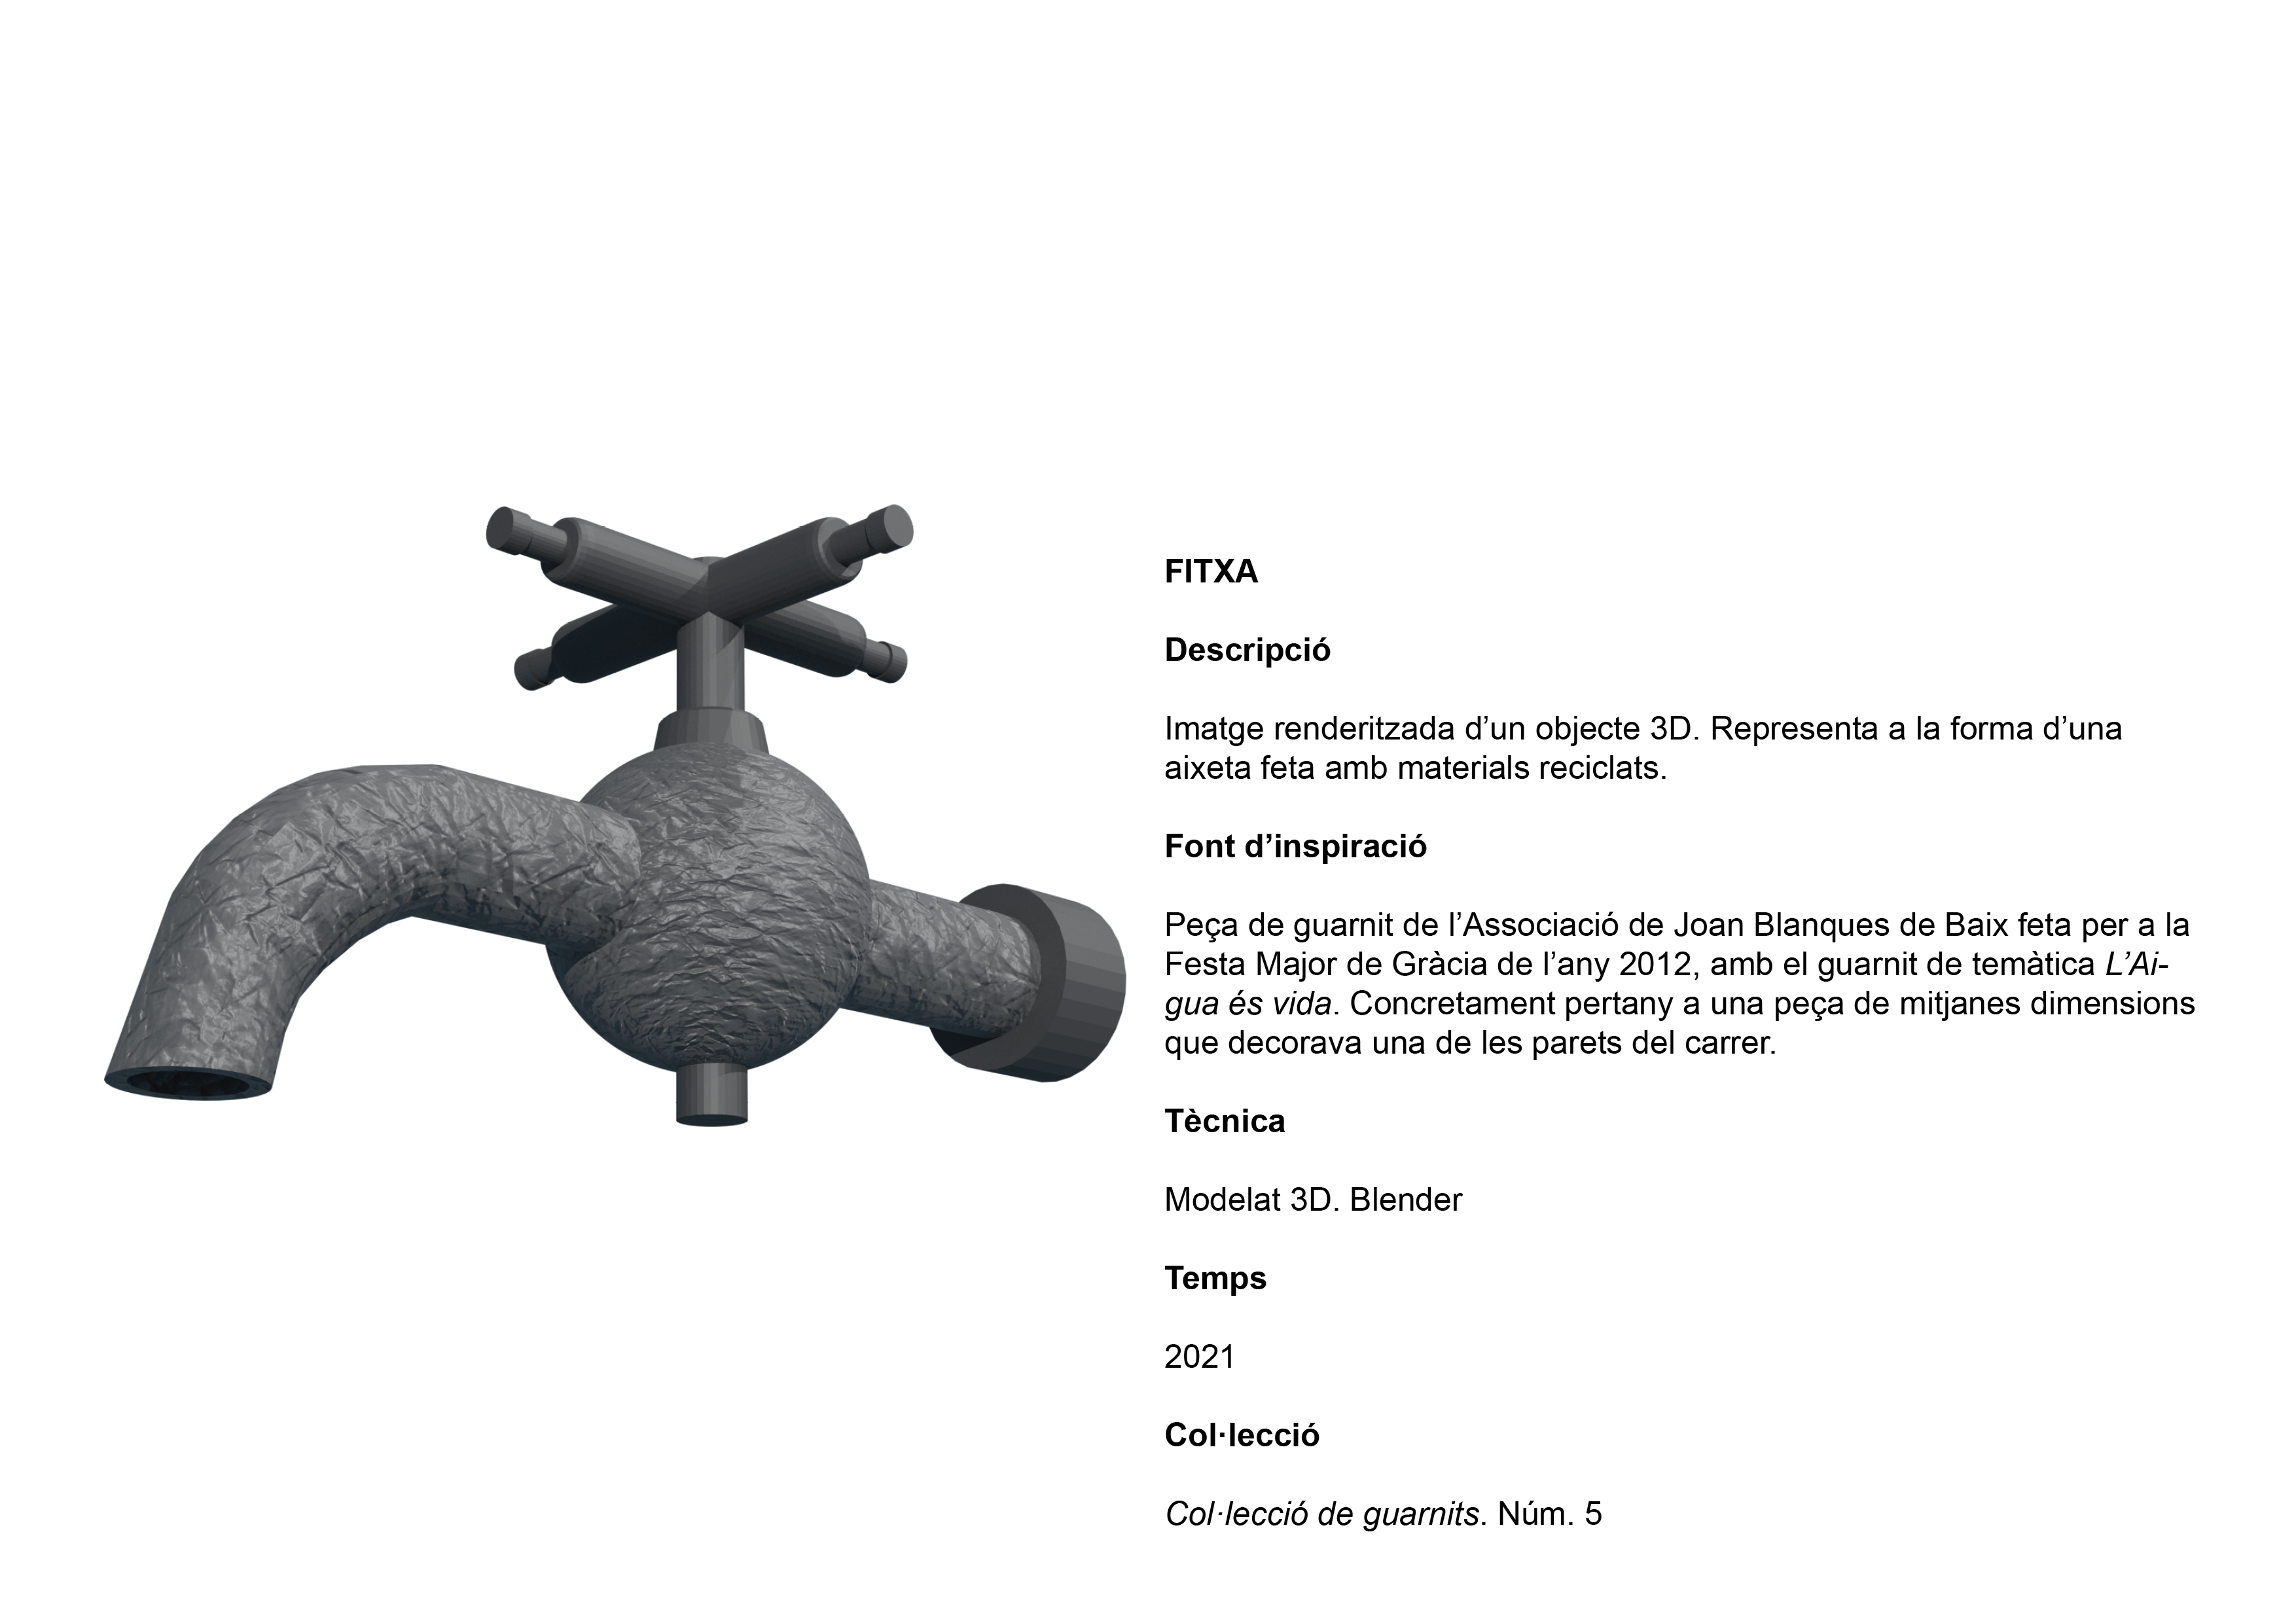 FITXA
Descripció
Imatge renderitzada d’un objecte 3D. Representa a la forma d’una
aixeta feta amb materials reciclats.
Font d’inspiració
Peça de guarnit de l’Associació de Joan Blanques de Baix feta per a la
Festa Major de Gràcia de l’any 2012, amb el guarnit de temàtica L’Ai-
gua és vida. Concretament pertany a una peça de mitjanes dimensions
que decorava una de les parets del carrer.
Tècnica
Modelat 3D. Blender
Temps
2021
Col·lecció
Col·lecció de guarnits. Núm. 5